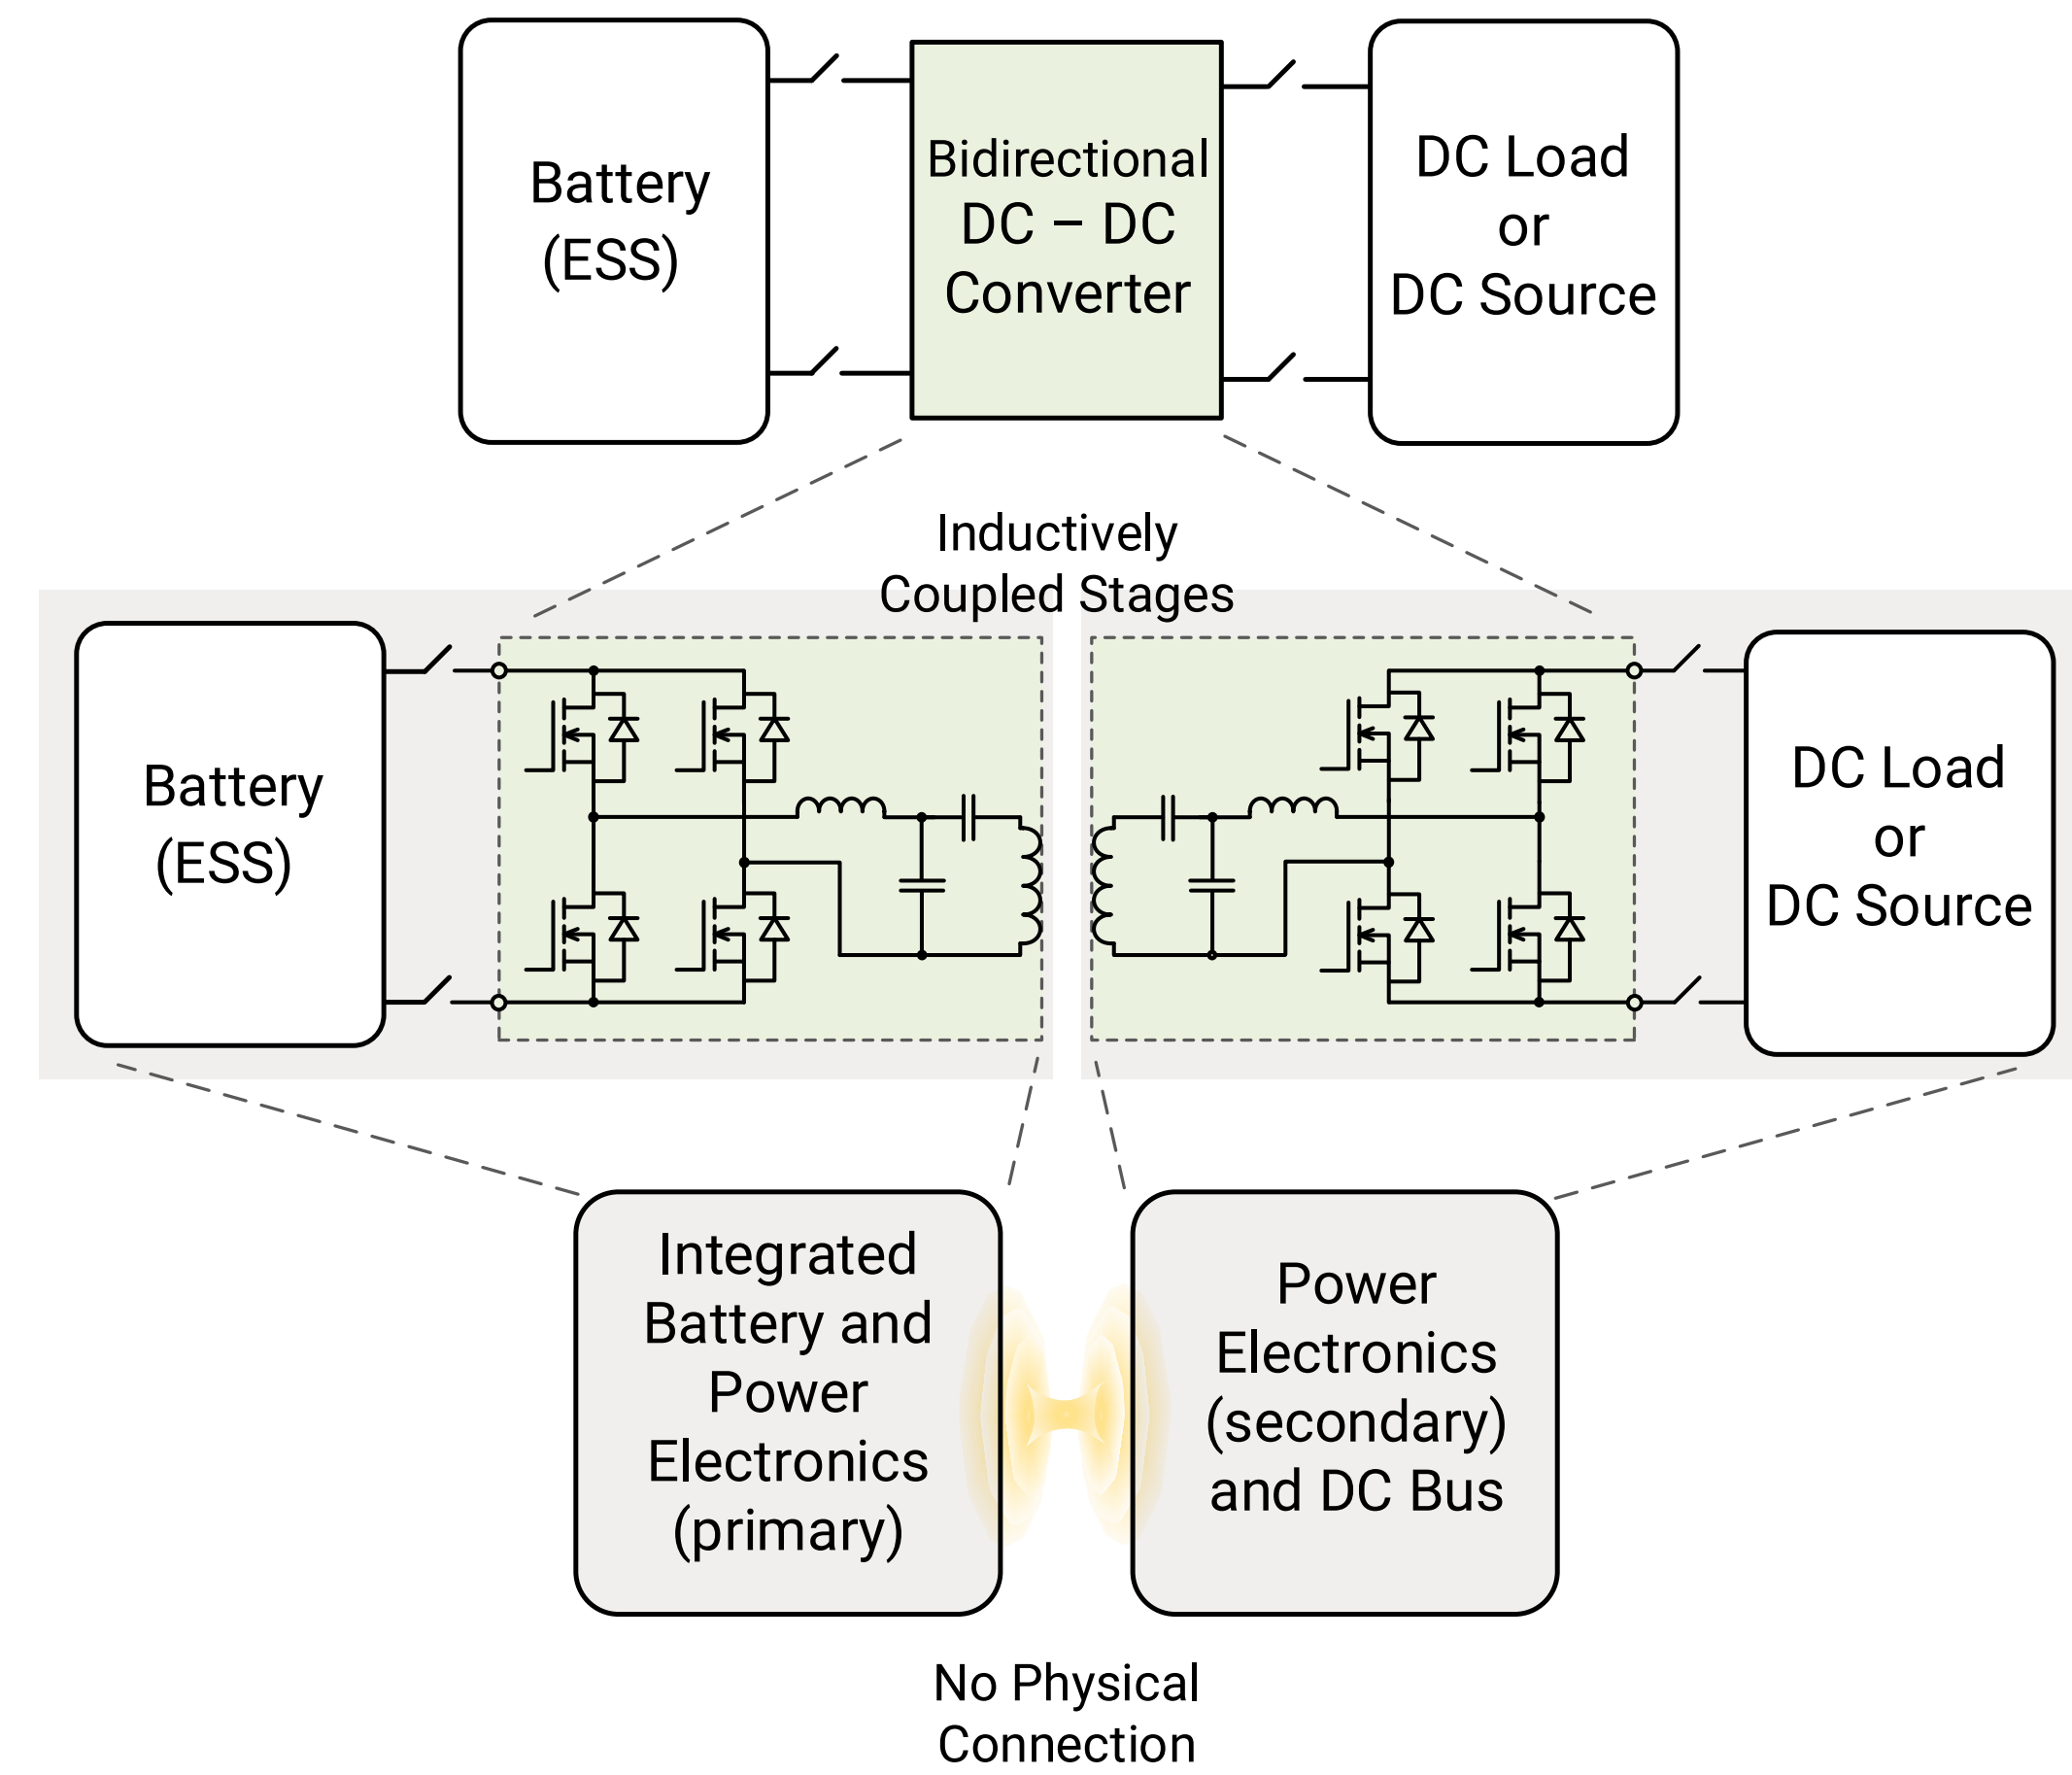 Battery
(ESS)
Bidirectional
DC – DC
Converter
DC Load
or
DC Source
Inductively
Coupled Stages
Battery
(ESS)
DC Load
or
DC Source
Integrated
Battery and
Power
Electronics
(primary)
Power
Electronics
(secondary)
and DC Bus
No Physical
Connection